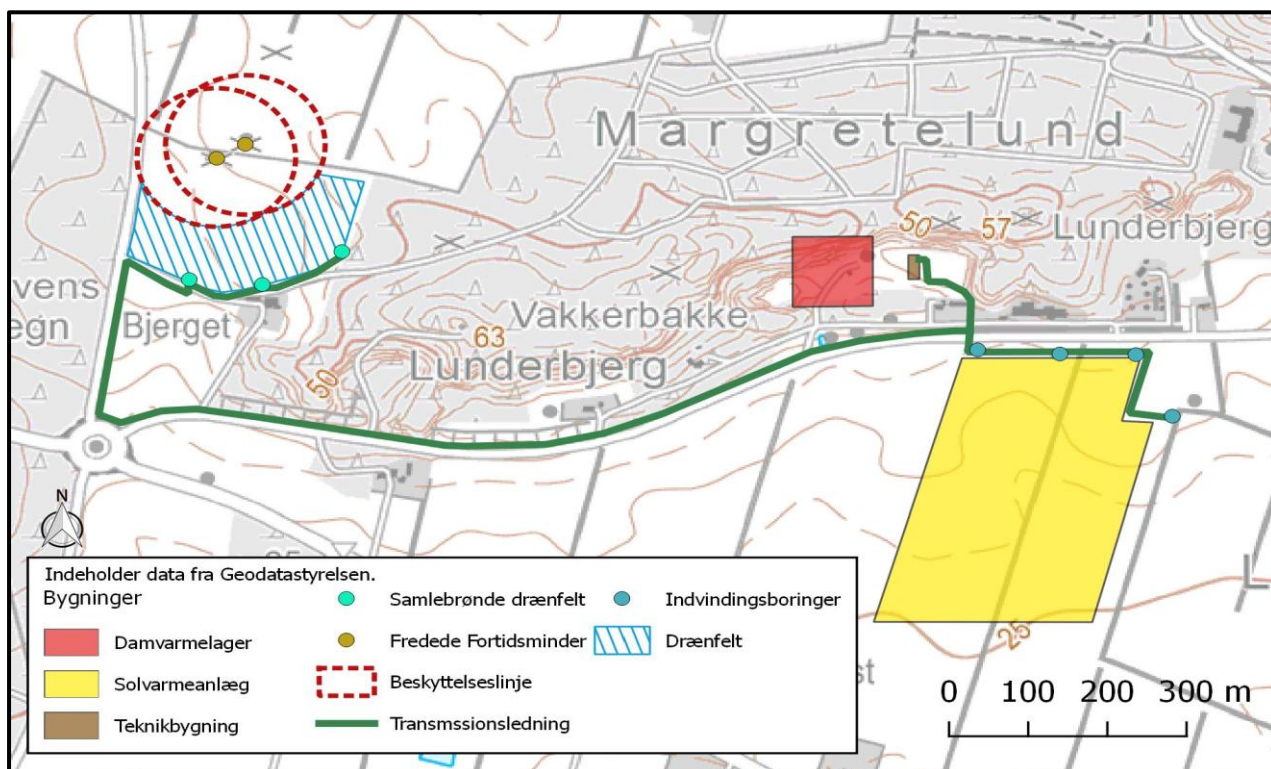 Margretelund
50
57
Lunderbjerg
vens
egn
Bjerget
Vakkerbakke
63
Lunderbjerg
50
25
L
st
N
Indeholder data fra Geodatastyrelsen.
Bygninger
Damvarmelager
Solvarmeanlæg
Teknikbygning
Samlebrønde drænfelt
Fredede Fortidsminder
Beskyttelseslinje
Transmssionsledning
Indvindingsboringer
Drænfelt
0 100 200 300 m